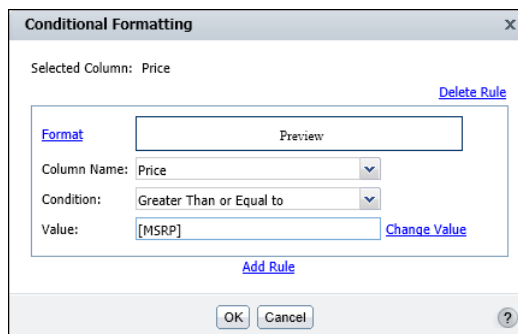 Conditional Formatting x
Selected Column: Price
Delete Rule
Format Preview
Column Name: Price
Condition: Greater Than or Equal to
Value: [MSRP] Change Value
Add Rule
OK Cancel ?